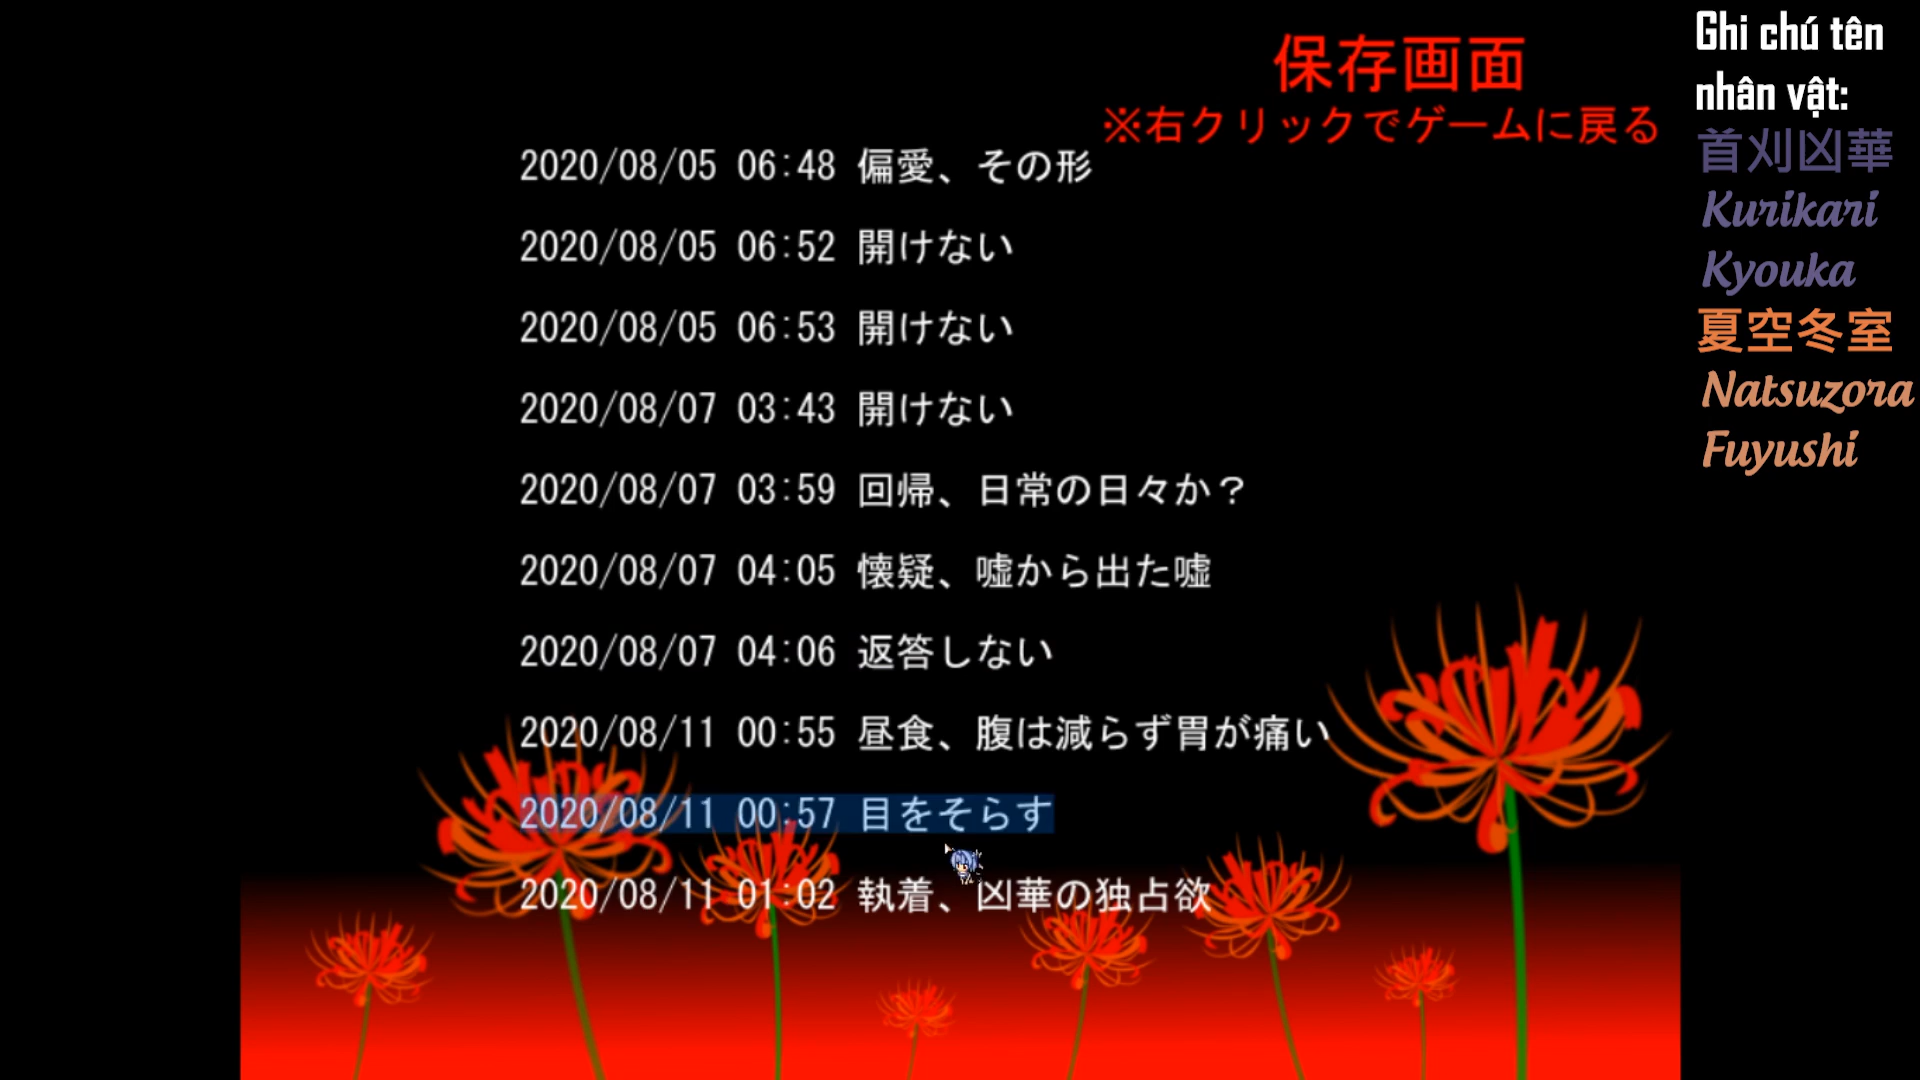 保存画面
※右クリックでゲームに戻る
2020/08/05 06:48 偏愛、その形
2020/08/05 06:52 開けない
2020/08/05 06:53 開けない
2020/08/07 03:43 開けない
2020/08/07 03:59 回帰、日常の日々か?
2020/08/07 04:05 懐疑、嘘から出た嘘
2020/08/07 04:06 返答しない
2020/08/11 00:55 昼食、腹は減らず胃が痛い
2020/08/11 00:57 目をそらす
2020/08/11 01:02 執着、凶華の独占欲
Ghi chú tên
nhân vật:
首刈凶華
Kurikari
Kyouka
夏空冬室
Natsuzora
Fuyushi